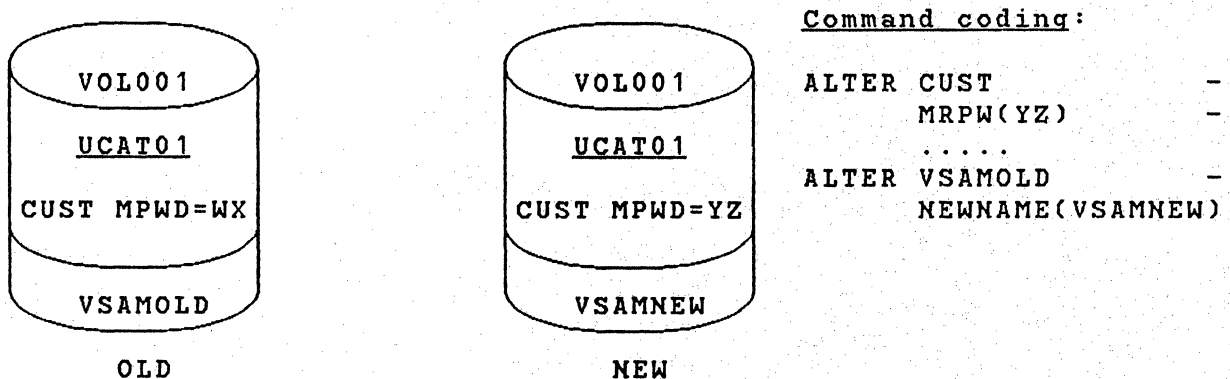 Command coding:
VOL001
UCAT01
CUST MPWD=WX
VSAMOLD
OLD
VOL001
UCAT01
CUST MPWD=YZ
VSAMNEW
NEW
ALTER CUST -
MRPW(YZ) -
.....
ALTER VSAMOLD -
NEWNAME(VSAMNEW)